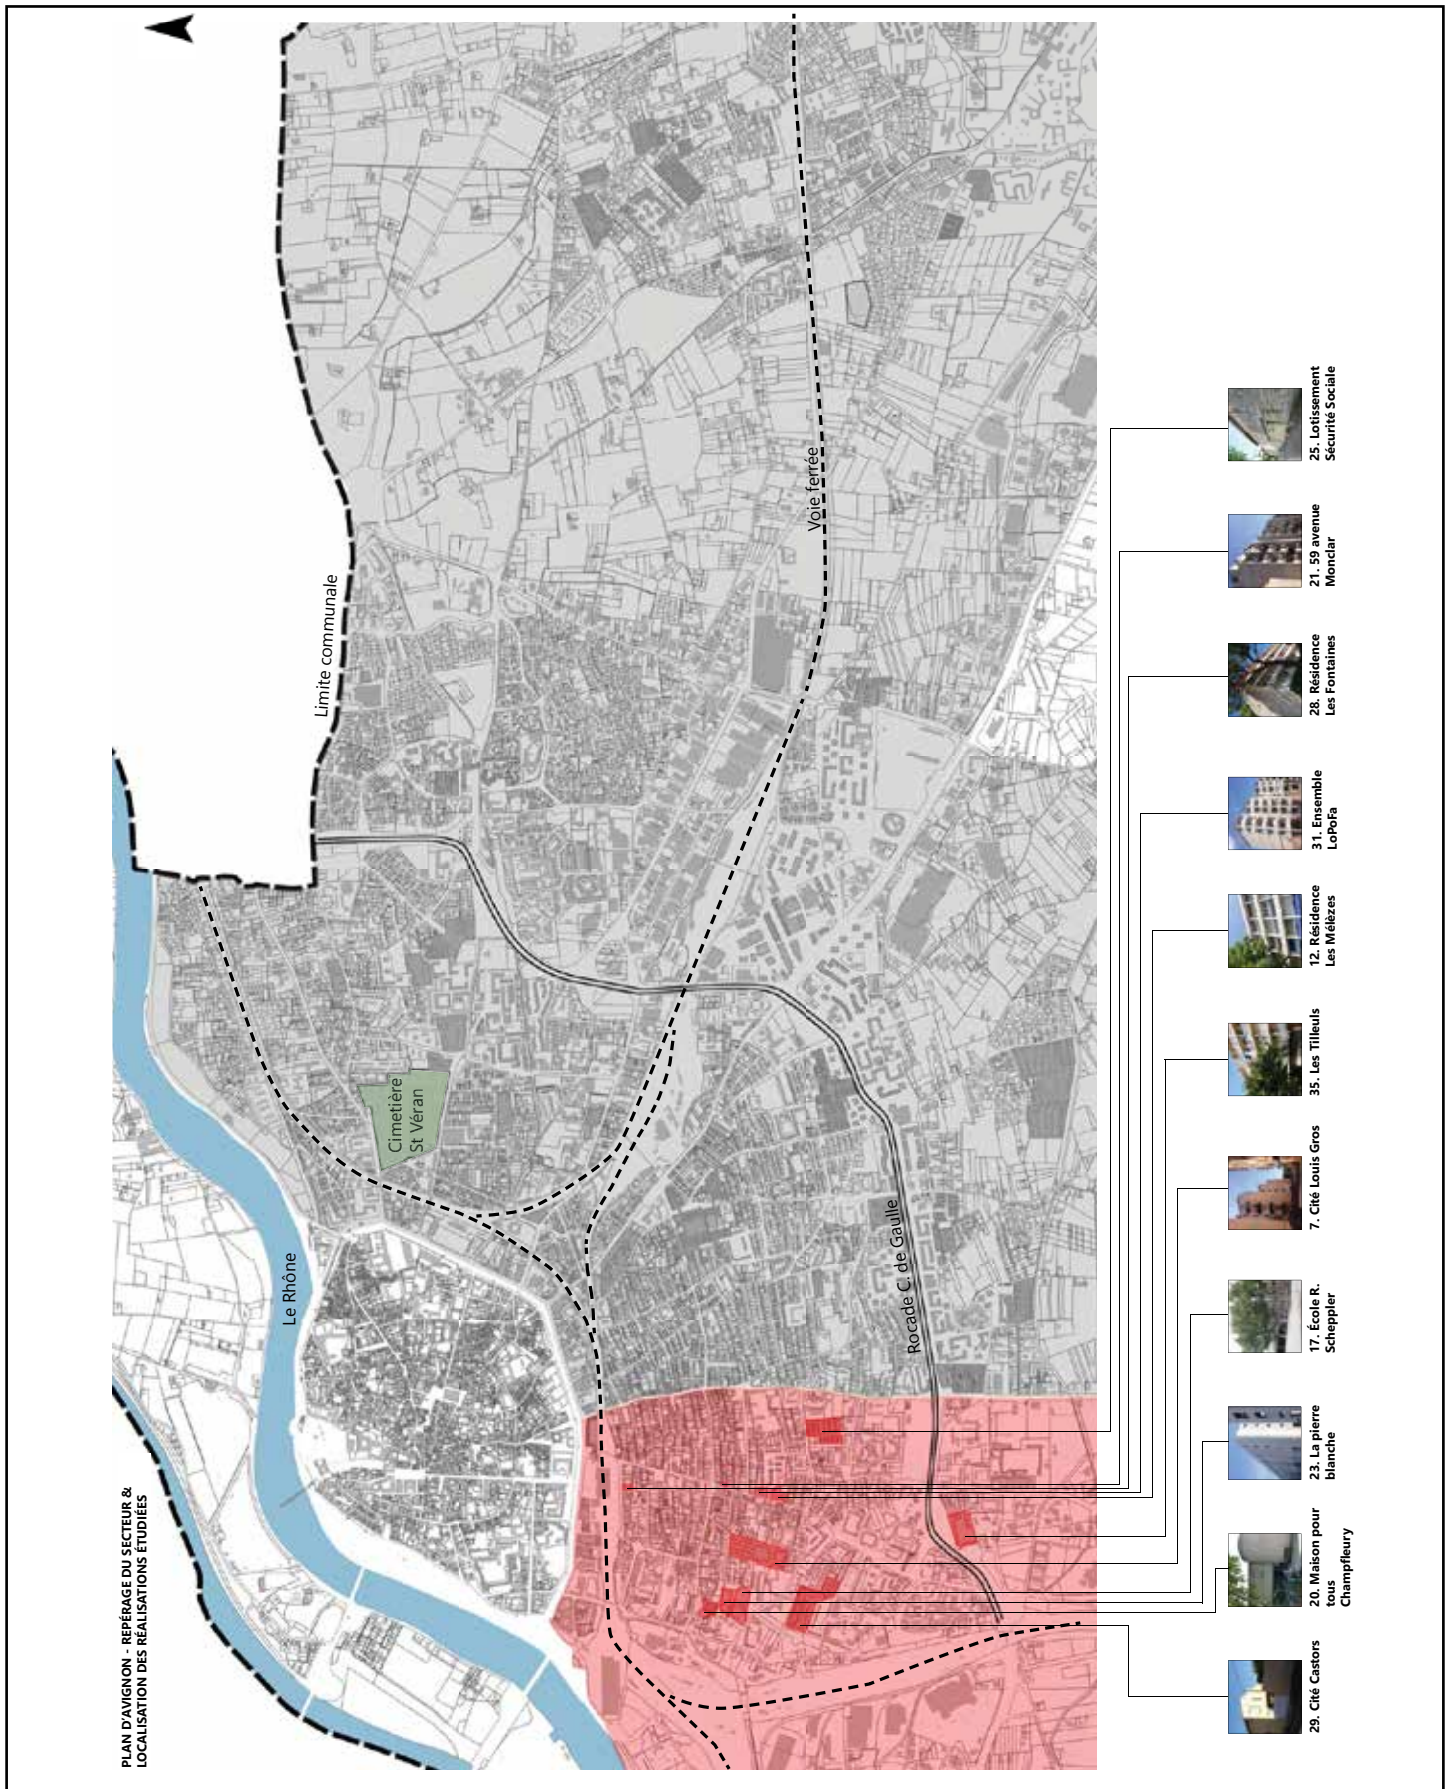 PLAN D'AVIGNON - REPÉRAGE DU SECTEUR &
LOCALISATION DES RÉALISATIONS ÉTUDIÉES
Le Rhône
Cimetière
St Véran
Limite communale
Voie ferrée
Rocade C. de Gaulle
29. Cité Castors
20. Maison pour
tous
Champfleury
23. La pierre
blanche
17. École R.
Scheppler
7. Cité Louis Gros
35. Les Tilleuls
12. Résidence
Les Mélèzes
31. Ensemble
LoPoFa
28. Résidence
Les Fontaines
21. 59 avenue
Monclar
25. Lotissement
Sécurité Sociale